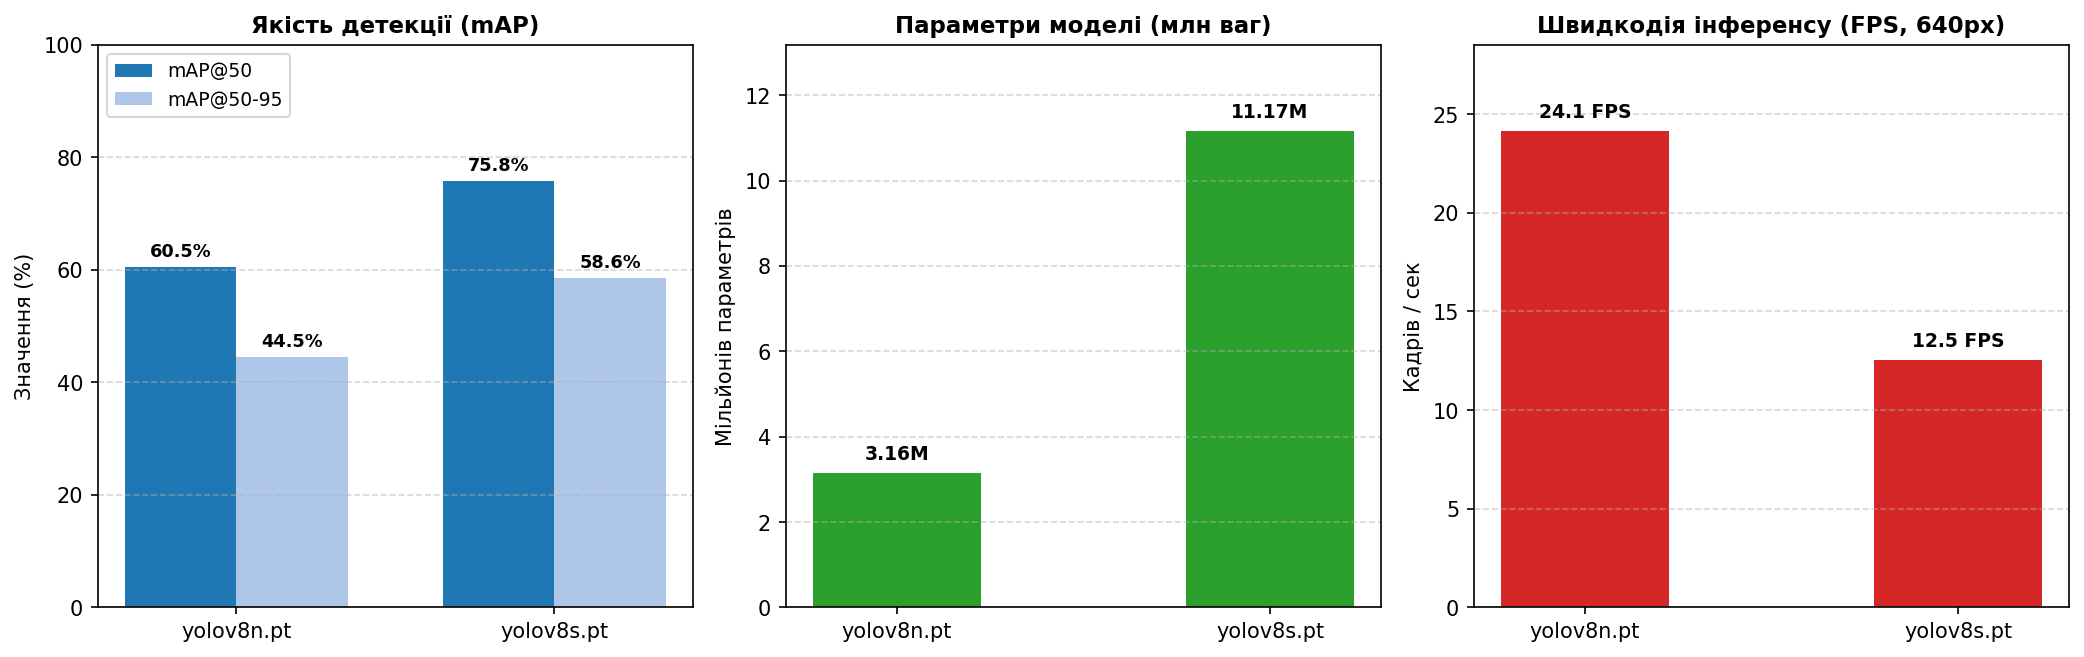 Якість детекції (mAP)
mAP@50
mAP@50-95
Значення (%)
100
80
60
40
20
0
60.5%
44.5%
75.8%
58.6%
yolov8n.pt
yolov8s.pt
Параметри моделі (млн ваг)
Мільйонів параметрів
12
10
8
6
4
2
0
3.16M
11.17M
yolov8n.pt
yolov8s.pt
Швидкодія інференсу (FPS, 640px)
Кадрів / сек
25
20
15
10
5
0
24.1 FPS
12.5 FPS
yolov8n.pt
yolov8s.pt